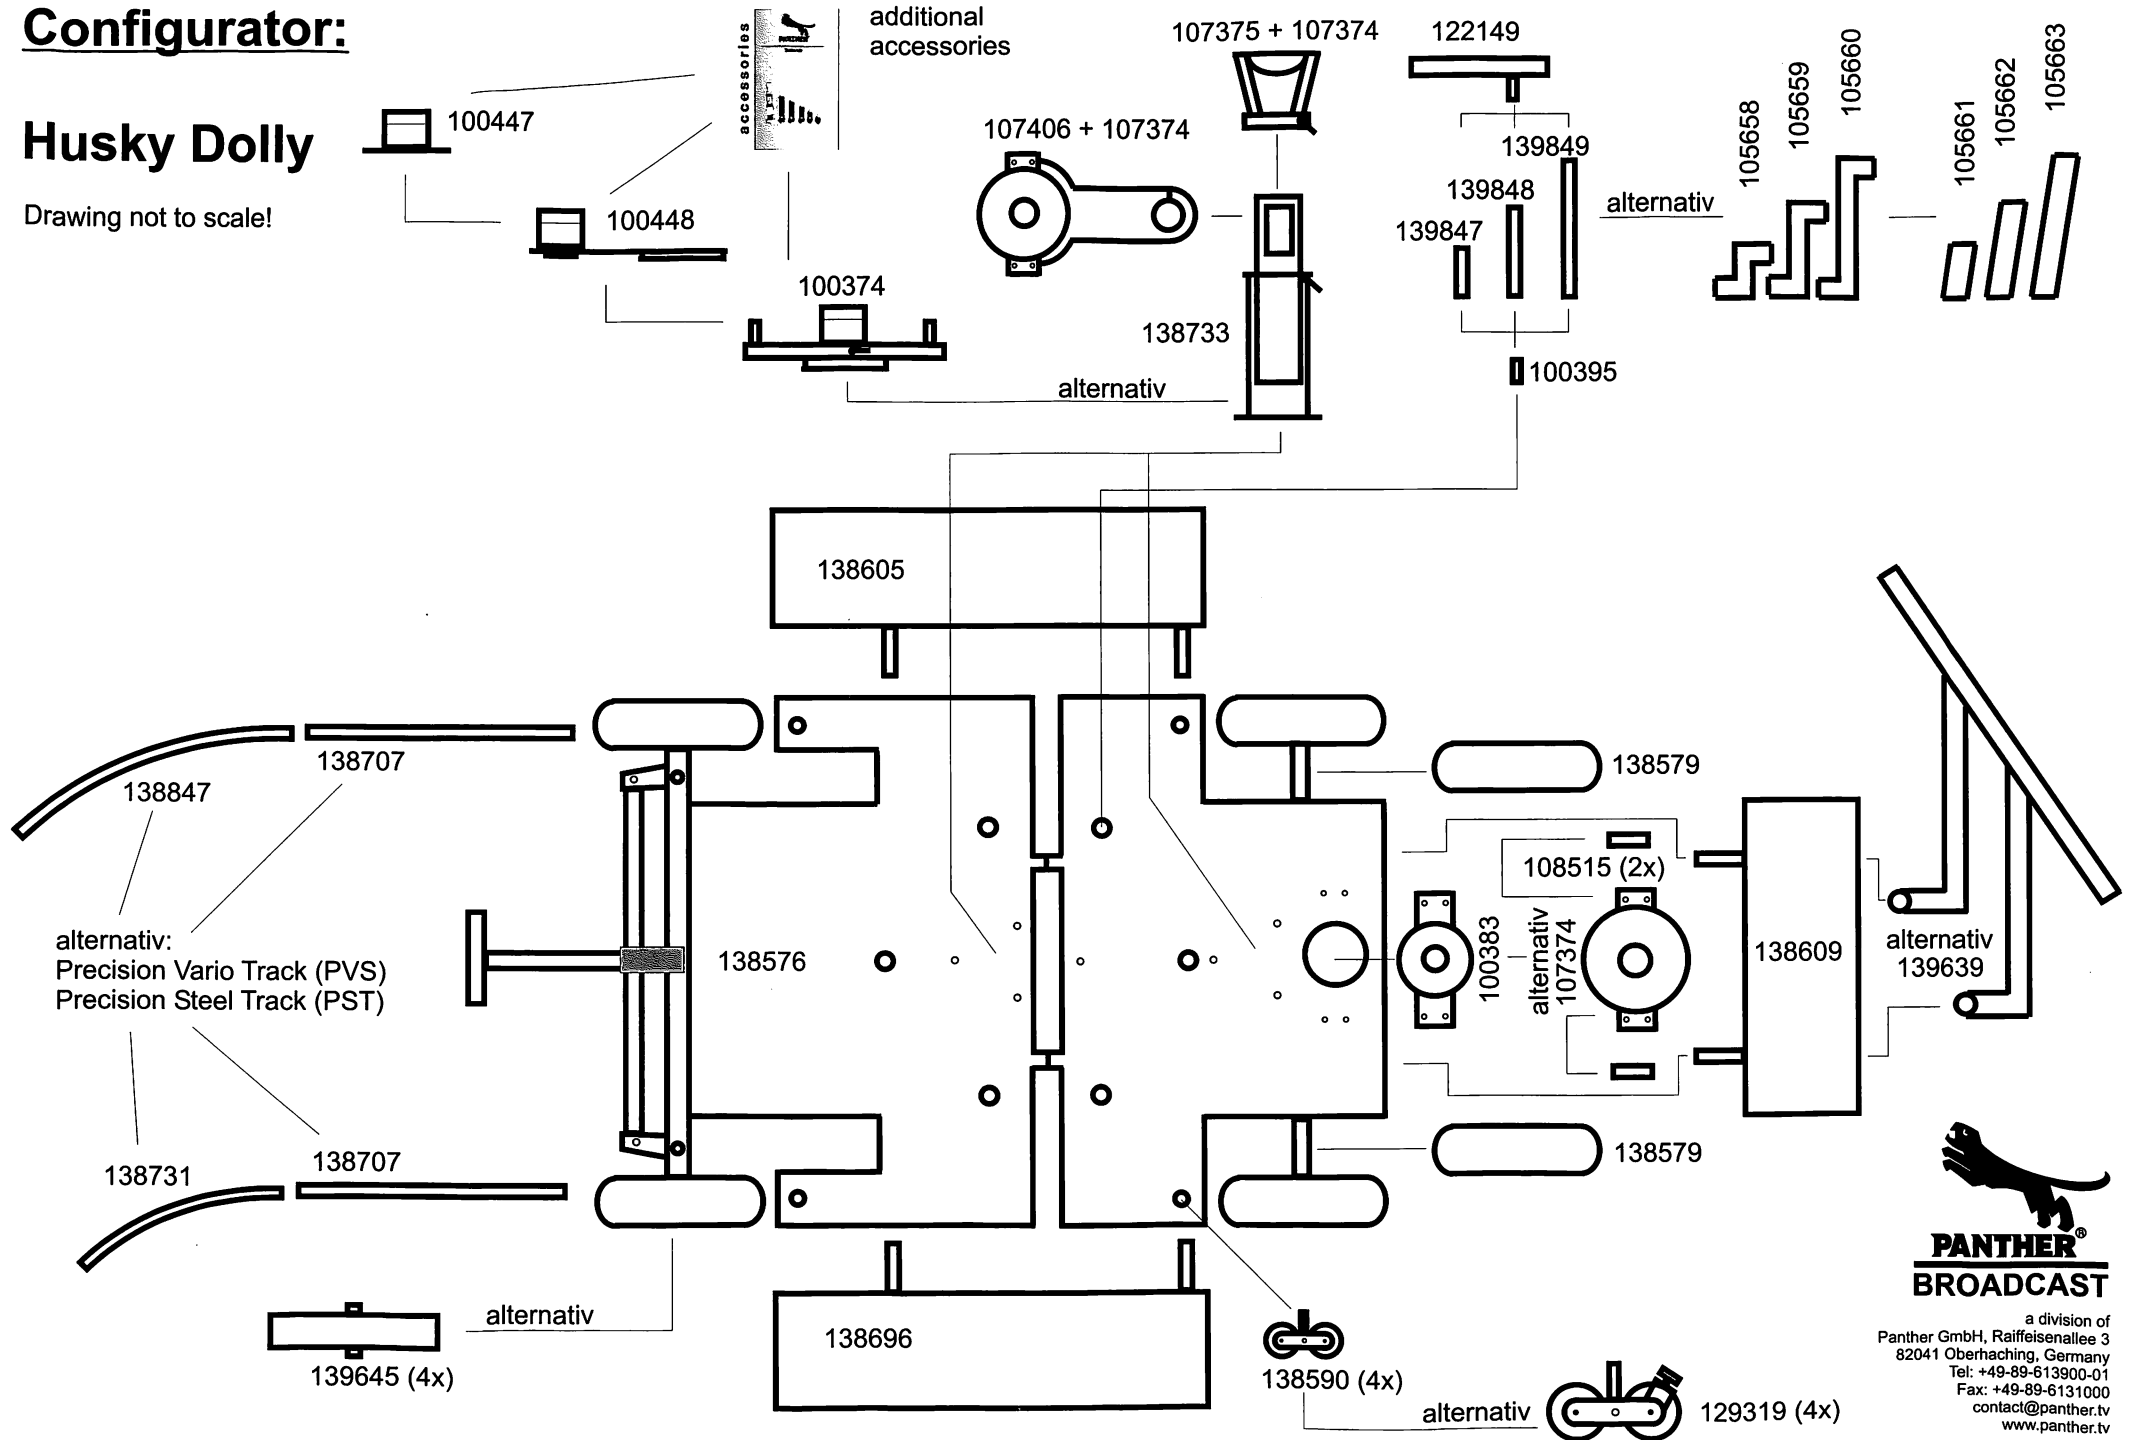 Configurator:
Husky Dolly
Drawing not to scale!
accessories
additional
accessories
100447
100448
100374
107406 + 107374
107375 + 107374
138733
alternativ
122149
139849
139848
139847
100395
alternativ
105658
105659
105660
105661
105662
105663
138605
138847
138707
alternativ:
Precision Vario Track (PVS)
Precision Steel Track (PST)
138731
138707
138576
138579
108515 (2x)
100383
alternativ
107374
138609
alternativ
139639
138579
alternativ
139645 (4x)
138696
138590 (4x)
alternativ
129319 (4x)
PANTHER®
BROADCAST
a division of
Panther GmbH, Raiffeisenallee 3
82041 Oberhaching, Germany
Tel: +49-89-613900-01
Fax: +49-89-6131000
contact@panther.tv
www.panther.tv